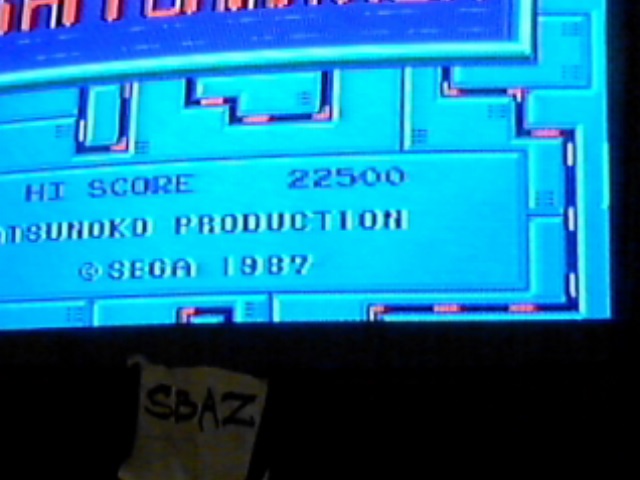 HI SCORE 22500
ATSUNOKO PRODUCTION
©SEGA 1987
SBAZ